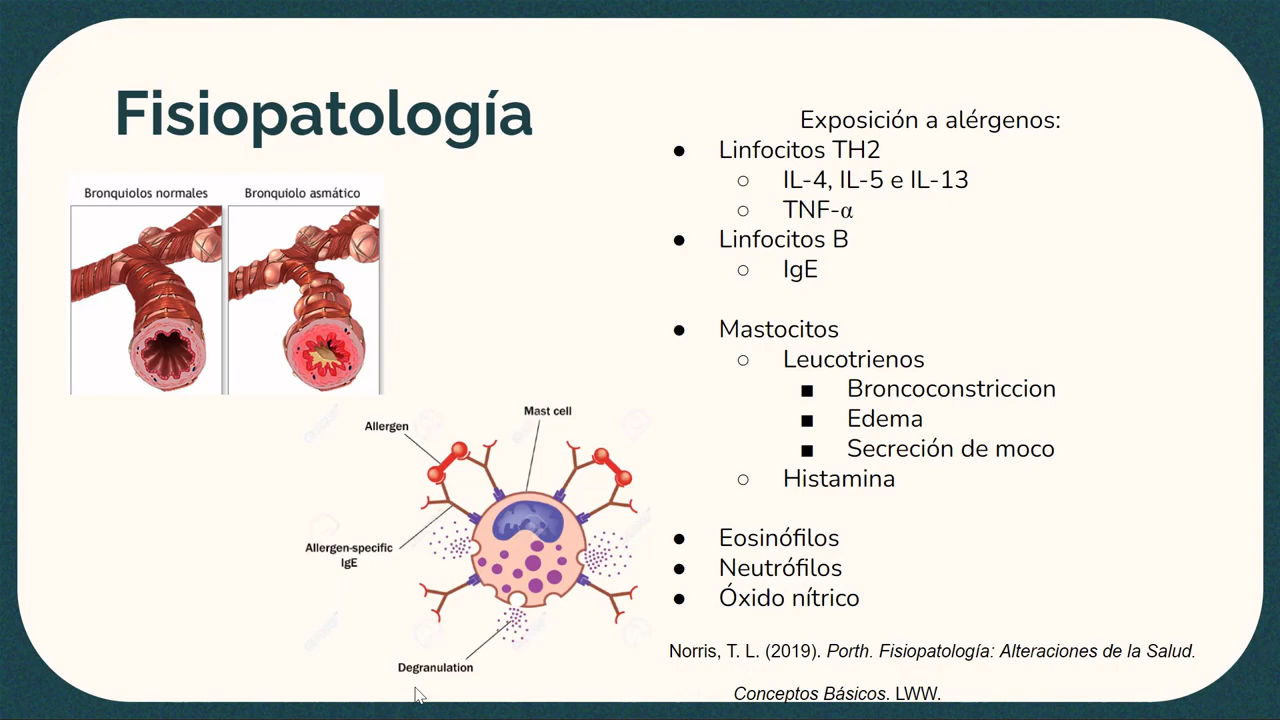 Fisiopatología
Bronquiolos normales
Bronquiolo asmático
Mast cell
Allergen
Allergen-specific
IgE
Degranulation
Exposición a alérgenos:
● Linfocitos TH2
○ IL-4, IL-5 e IL-13
○ TNF-α
● Linfocitos B
○ IgE
● Mastocitos
○ Leucotrienos
■ Broncoconstriccion
■ Edema
■ Secreción de moco
○ Histamina
● Eosinófilos
● Neutrófilos
● Óxido nítrico
Norris, T. L. (2019). Porth. Fisiopatología: Alteraciones de la Salud.
Conceptos Básicos. LWW.